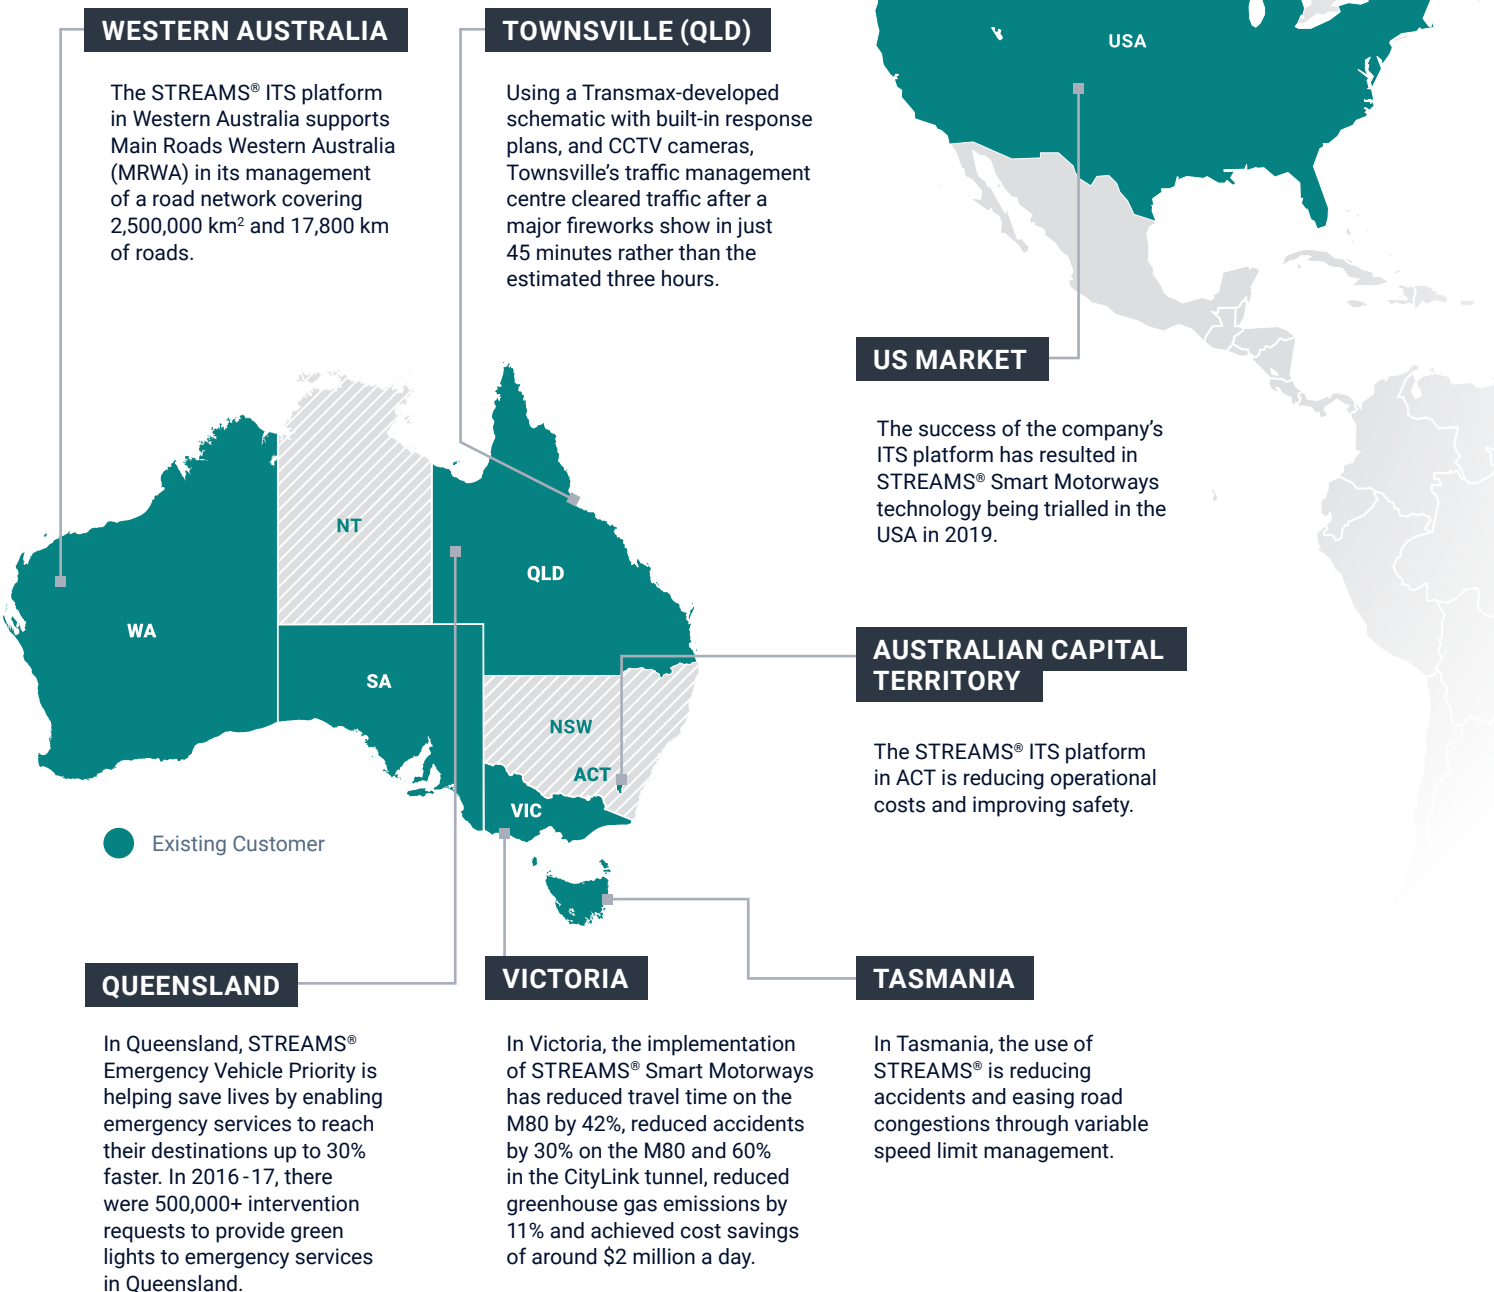 WESTERN AUSTRALIA
The STREAMS® ITS platform
in Western Australia supports
Main Roads Western Australia
(MRWA) in its management
of a road network covering
2,500,000 km² and 17,800 km
of roads.
TOWNSVILLE (QLD)
Using a Transmax-developed
schematic with built-in response
plans, and CCTV cameras,
Townsville's traffic management
centre cleared traffic after a
major fireworks show in just
45 minutes rather than the
estimated three hours.
USA
US MARKET
The success of the company's
ITS platform has resulted in
STREAMS® Smart Motorways
technology being trialled in the
USA in 2019.
NT
QLD
WA
SA
NSW
ACT
VIC
Existing Customer
AUSTRALIAN CAPITAL
TERRITORY
The STREAMS® ITS platform
in ACT is reducing operational
costs and improving safety.
QUEENSLAND
In Queensland, STREAMS®
Emergency Vehicle Priority is
helping save lives by enabling
emergency services to reach
their destinations up to 30%
faster. In 2016-17, there
were 500,000+ intervention
requests to provide green
lights to emergency services
in Queensland.
VICTORIA
In Victoria, the implementation
of STREAMS® Smart Motorways
has reduced travel time on the
M80 by 42%, reduced accidents
by 30% on the M80 and 60%
in the CityLink tunnel, reduced
greenhouse gas emissions by
11% and achieved cost savings
of around $2 million a day.
TASMANIA
In Tasmania, the use of
STREAMS® is reducing
accidents and easing road
congestions through variable
speed limit management.